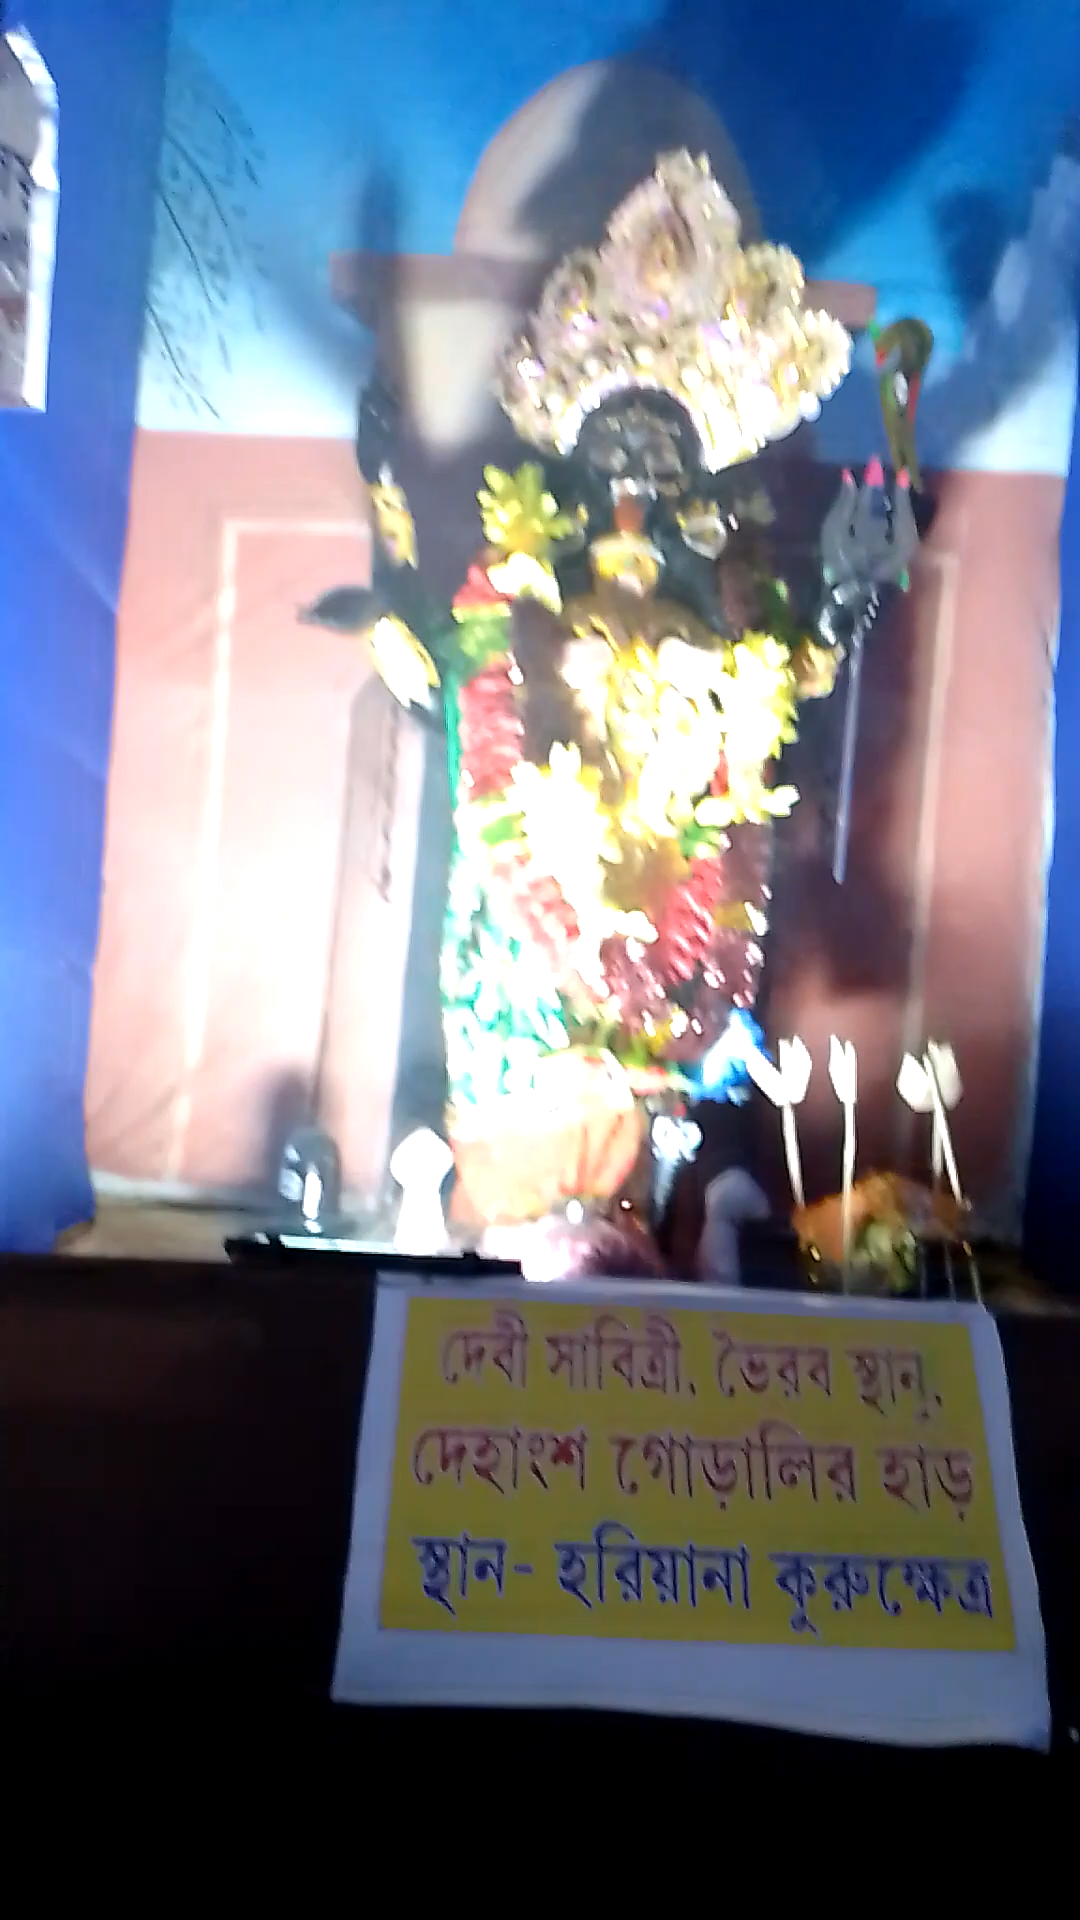 দেবী সাবিত্রী, ভৈরব স্থানু,
দেহাংশ গোড়ালির হাড়
স্থান- হরিয়ানা কুরুক্ষেত্র